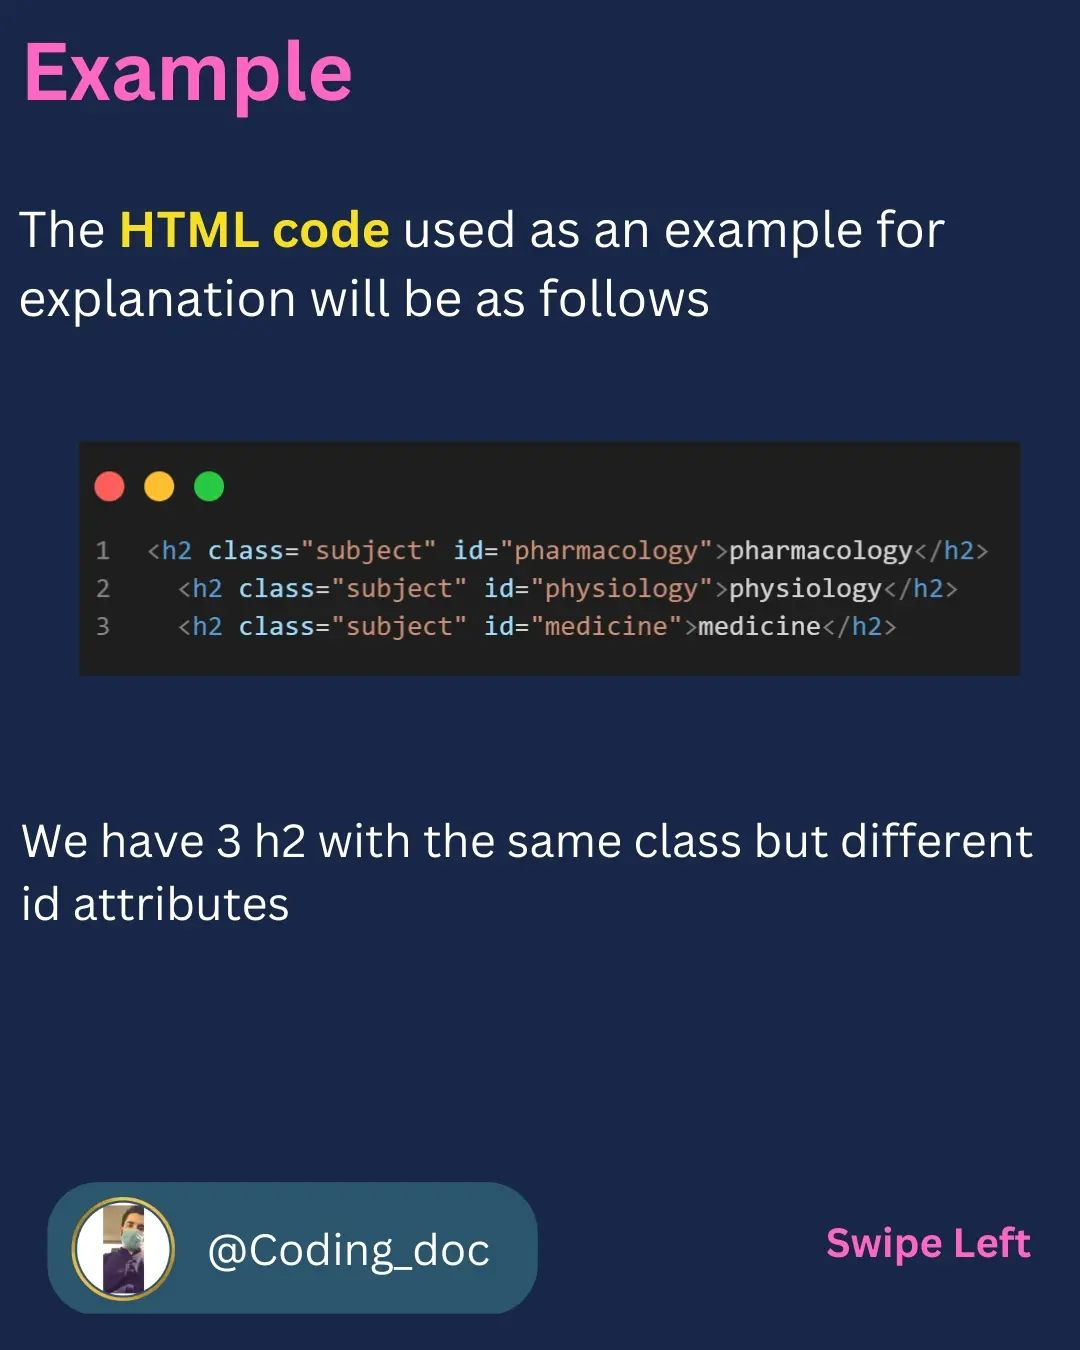 Example
The HTML code used as an example for
explanation will be as follows
1 <h2 class="subject" id="pharmacology">pharmacology</h2>
2 <h2 class="subject" id="physiology">physiology</h2>
3 <h2 class="subject" id="medicine">medicine</h2>
We have 3 h2 with the same class but different
id attributes
@Coding_doc
Swipe Left